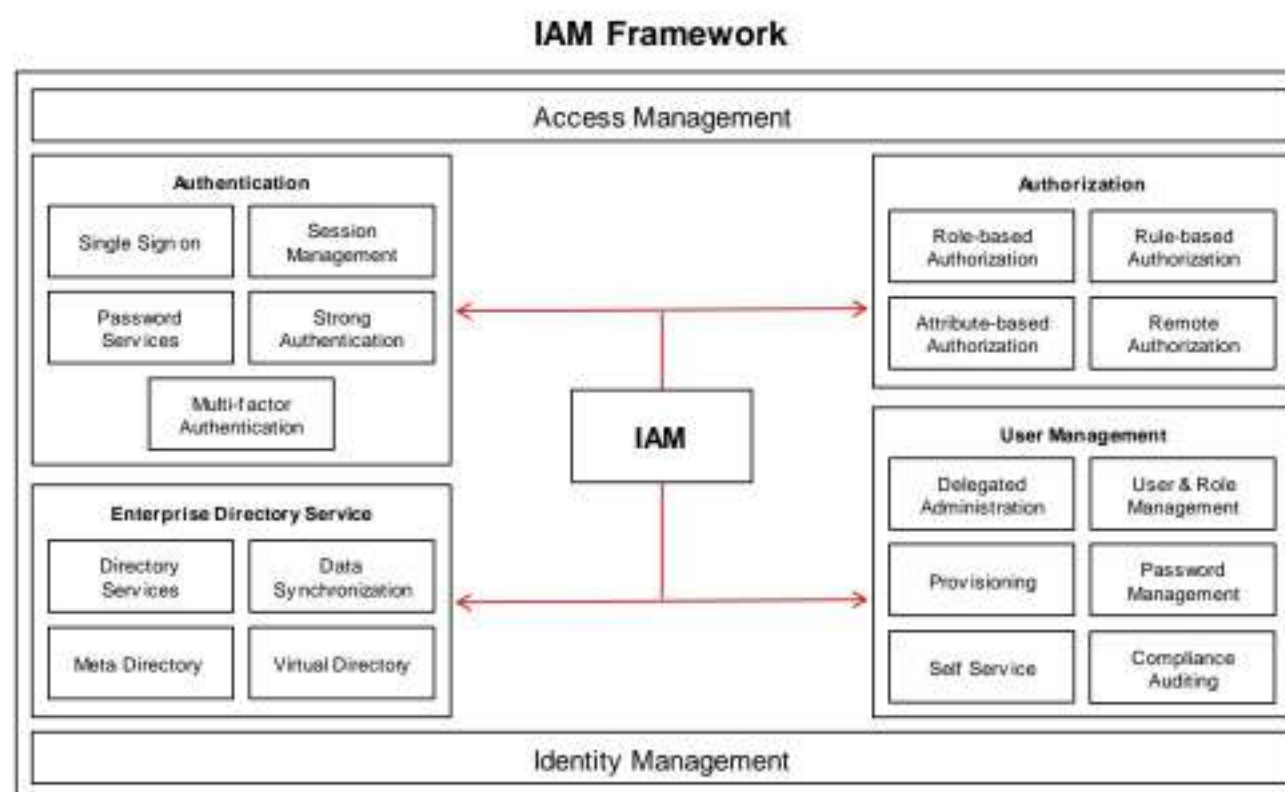 IAM Framework
Access Management
Authentication
Single Sign on
Session
Management
Password
Services
Strong
Authentication
Multi-factor
Authentication
Authorization
Role-based
Authorization
Rule-based
Authorization
Attribute-based
Authorization
Remote
Authorization
IAM
Enterprise Directory Service
Directory
Services
Data
Synchronization
Meta Directory
Virtual Directory
User Management
Delegated
Administration
User & Role
Management
Provisioning
Password
Management
Self Service
Compliance
Auditing
Identity Management